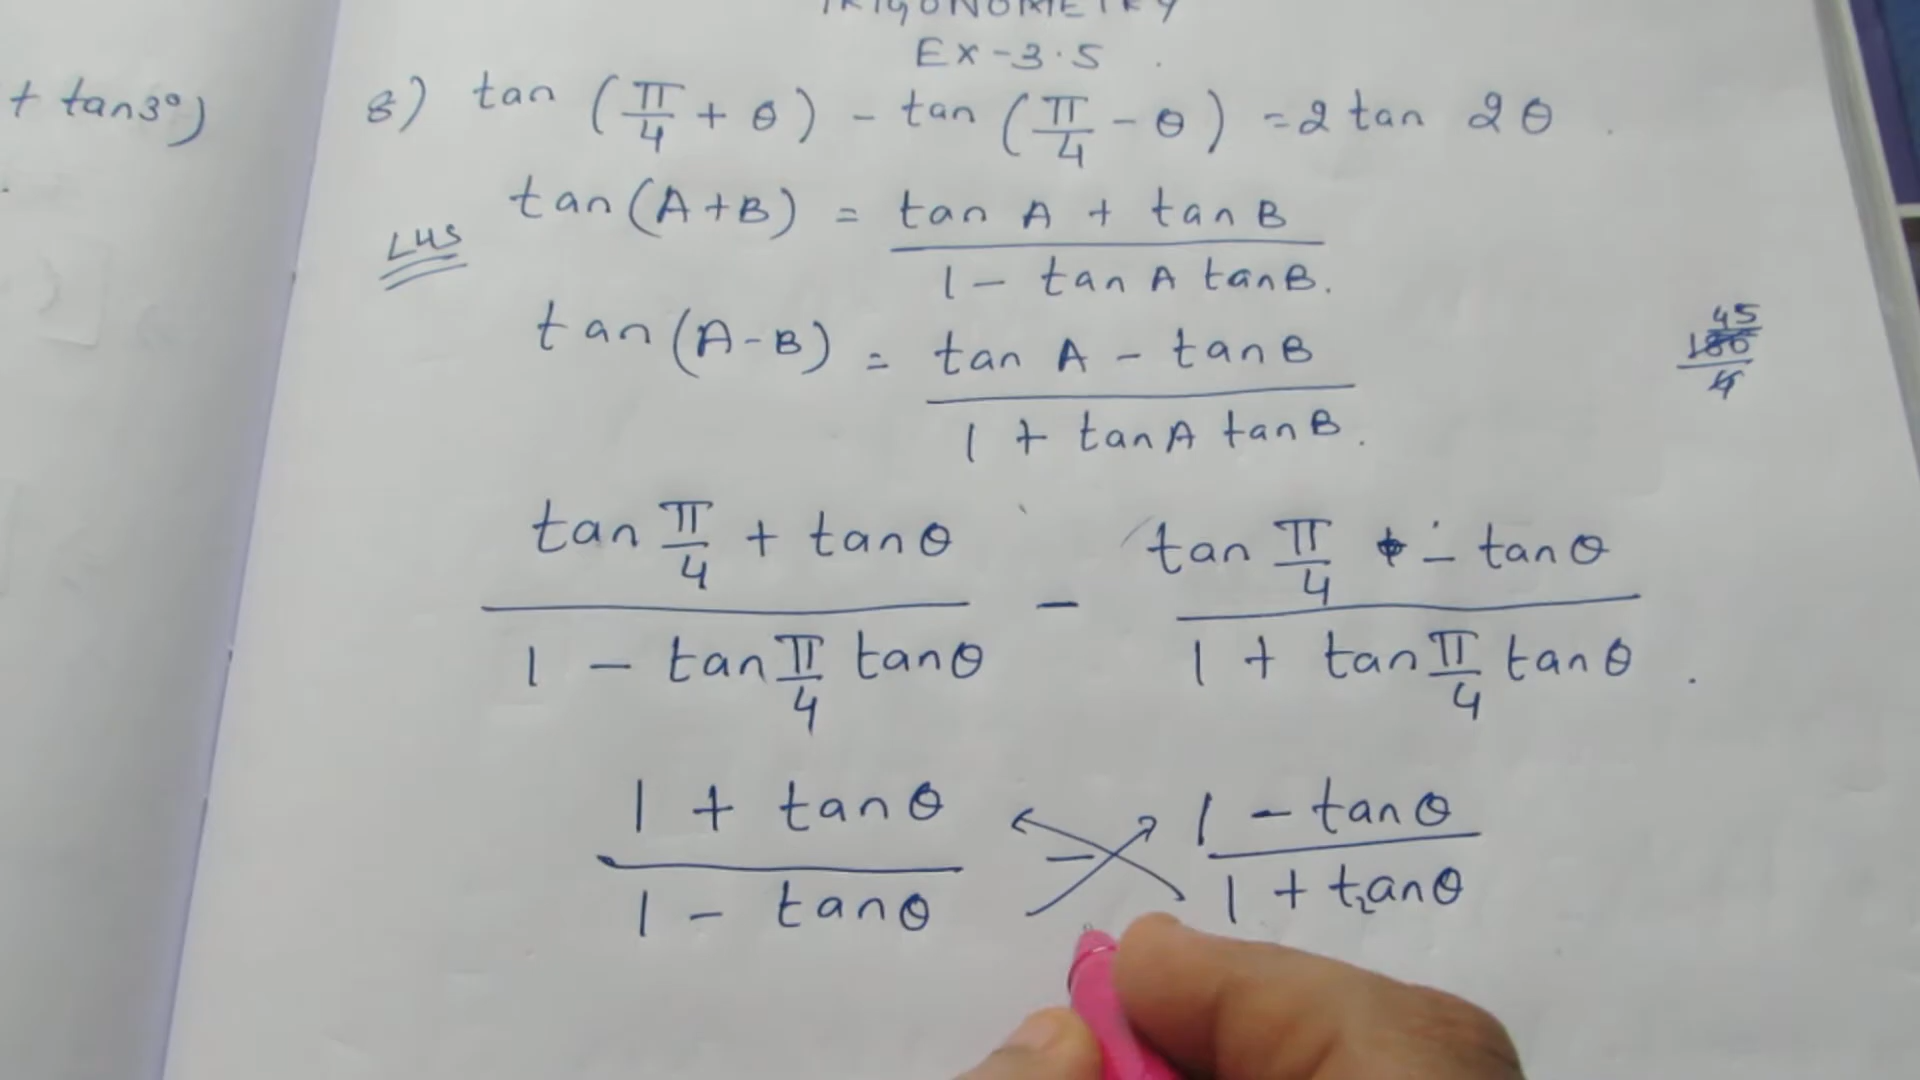 TRIGONOMETRY
EX-3.5
+ tan3°)
8) tan (π/4 + θ) - tan (π/4 - θ) = 2 tan 2θ
LHS tan(A+B) = tan A + tan B / 1 - tan A tan B.
tan(A-B) = tan A - tan B / 1 + tan A tan B.
45
180
4
tan π/4 + tan θ / 1 - tan π/4 tan θ - tan π/4 - tan θ / 1 + tan π/4 tan θ.
1 + tan θ / 1 - tan θ - 1 - tan θ / 1 + tan θ